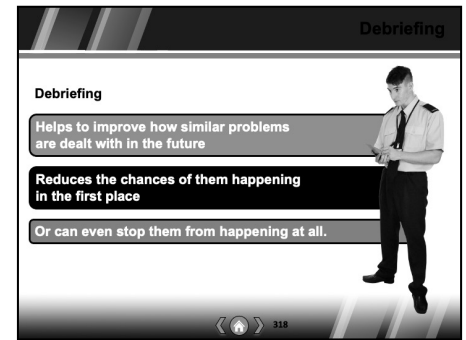 Debriefing
Debriefing
Helps to improve how similar problems
are dealt with in the future
Reduces the chances of them happening
in the first place
Or can even stop them from happening at all.
318